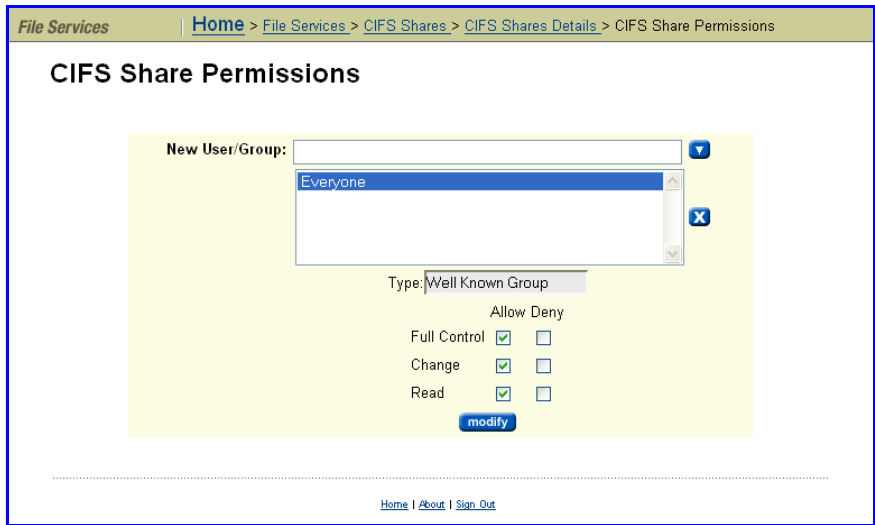 File Services | Home > File Services > CIFS Shares > CIFS Shares Details > CIFS Share Permissions
CIFS Share Permissions
New User/Group:
Everyone
X
Type: Well Known Group
Allow Deny
Full Control
Change
Read
modify
Home | About | Sign Out